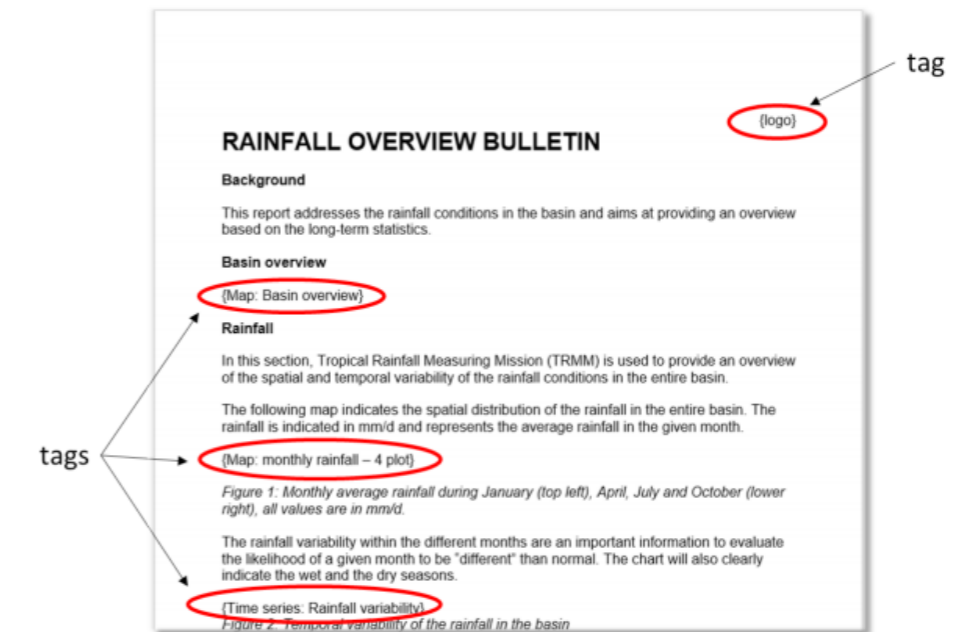 tag
{logo}
RAINFALL OVERVIEW BULLETIN
Background
This report addresses the rainfall conditions in the basin and aims at providing an overview
based on the long-term statistics.
Basin overview
{Map: Basin overview}
Rainfall
In this section, Tropical Rainfall Measuring Mission (TRMM) is used to provide an overview
of the spatial and temporal variability of the rainfall conditions in the entire basin.
The following map indicates the spatial distribution of the rainfall in the entire basin. The
rainfall is indicated in mm/d and represents the average rainfall in the given month.
tags
{Map: monthly rainfall – 4 plot}
Figure 1: Monthly average rainfall during January (top left), April, July and October (lower
right), all values are in mm/d.
The rainfall variability within the different months are an important information to evaluate
the likelihood of a given month to be "different" than normal. The chart will also clearly
indicate the wet and the dry seasons.
{Time series: Rainfall variability}
Figure 2: Temporal variability of the rainfall in the basin